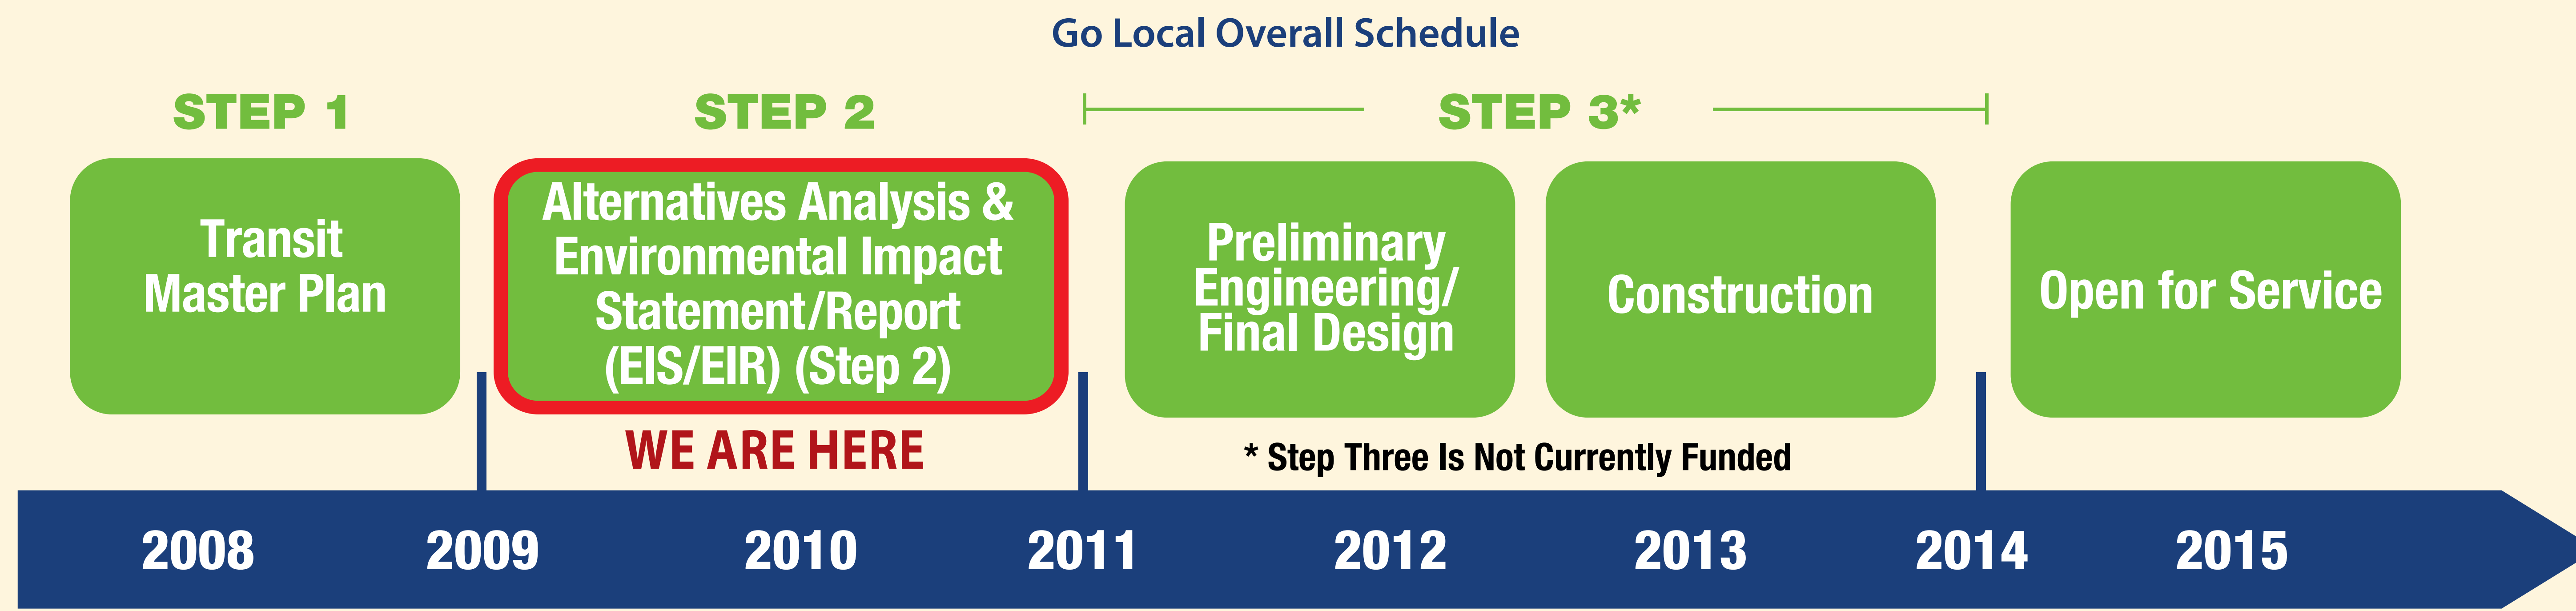 Go Local Overall Schedule
STEP 1
STEP 2
STEP 3*
Transit
Master Plan
Alternatives Analysis &
Environmental Impact
Statement/Report
(EIS/EIR) (Step 2)
Preliminary
Engineering/
Final Design
Construction
Open for Service
WE ARE HERE
* Step Three Is Not Currently Funded
2008 2009 2010 2011 2012 2013 2014 2015